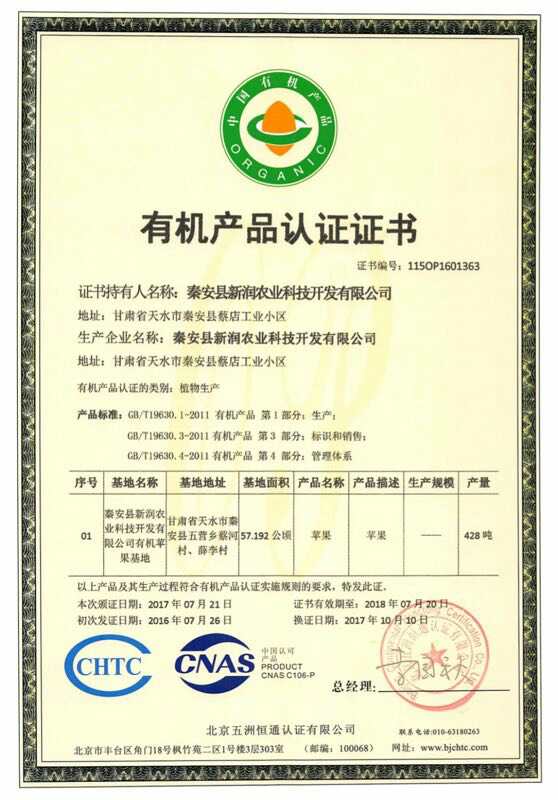 中国有机产品
ORGANIC
有机产品认证证书
证书编号：115OP1601363
证书持有人名称：秦安县新润农业科技开发有限公司
地址：甘肃省天水市秦安县蔡店工业小区
生产企业名称：秦安县新润农业科技开发有限公司
地址：甘肃省天水市秦安县蔡店工业小区
有机产品认证的类别：植物生产
产品标准：GB/T19630.1-2011 有机产品 第 1 部分：生产；
GB/T19630.3-2011 有机产品 第 3 部分：标识和销售；
GB/T19630.4-2011 有机产品 第 4 部分：管理体系
序号 基地名称 基地地址 基地面积 产品名称 产品描述 生产规模 产量
01 秦安县新润农业科技开发有限公司有机苹果基地 甘肃省天水市秦安县五营乡蔡河村、薛李村 57.192 公顷 苹果 苹果 —— 428 吨
以上产品及其生产过程符合有机产品认证实施规则的要求，特发此证。
本次颁证日期：2017 年 07 月 21 日 证书有效期至：2018 年 07 月 20 日
初次发证日期：2016 年 07 月 26 日 换证日期：2017 年 10 月 10 日
CHTC
CNAS
中国认可
产品
PRODUCT
CNAS C106-P
总经理：
北京五洲恒通认证有限公司 联系电话:010-63180263
北京市丰台区角门18号枫竹苑二区1号楼3层303室 （邮编：100068） 网址：www.bjchtc.com